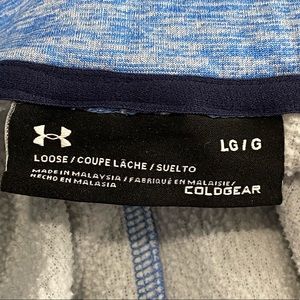 LG / G
LOOSE / COUPE LÂCHE / SUELTO
MADE IN MALAYSIA / FABRIQUÉ EN MALAISIE /
HECHO EN MALASIA
COLDGEAR